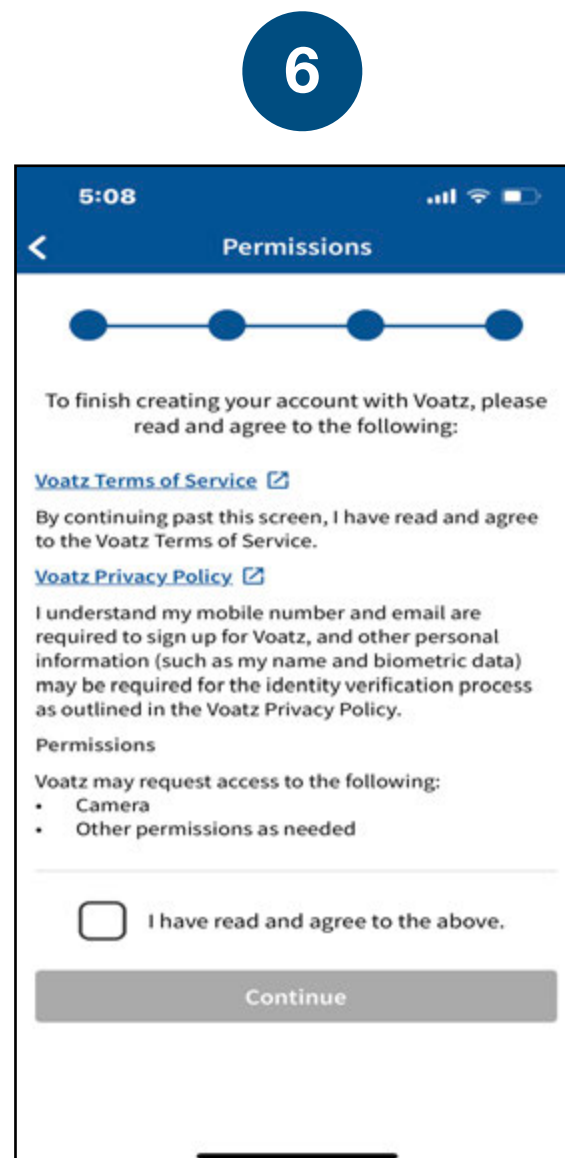 6
5:08
Permissions
To finish creating your account with Voatz, please
read and agree to the following:
Voatz Terms of Service
By continuing past this screen, I have read and agree
to the Voatz Terms of Service.
Voatz Privacy Policy
I understand my mobile number and email are
required to sign up for Voatz, and other personal
information (such as my name and biometric data)
may be required for the identity verification process
as outlined in the Voatz Privacy Policy.
Permissions
Voatz may request access to the following:
• Camera
• Other permissions as needed
I have read and agree to the above.
Continue